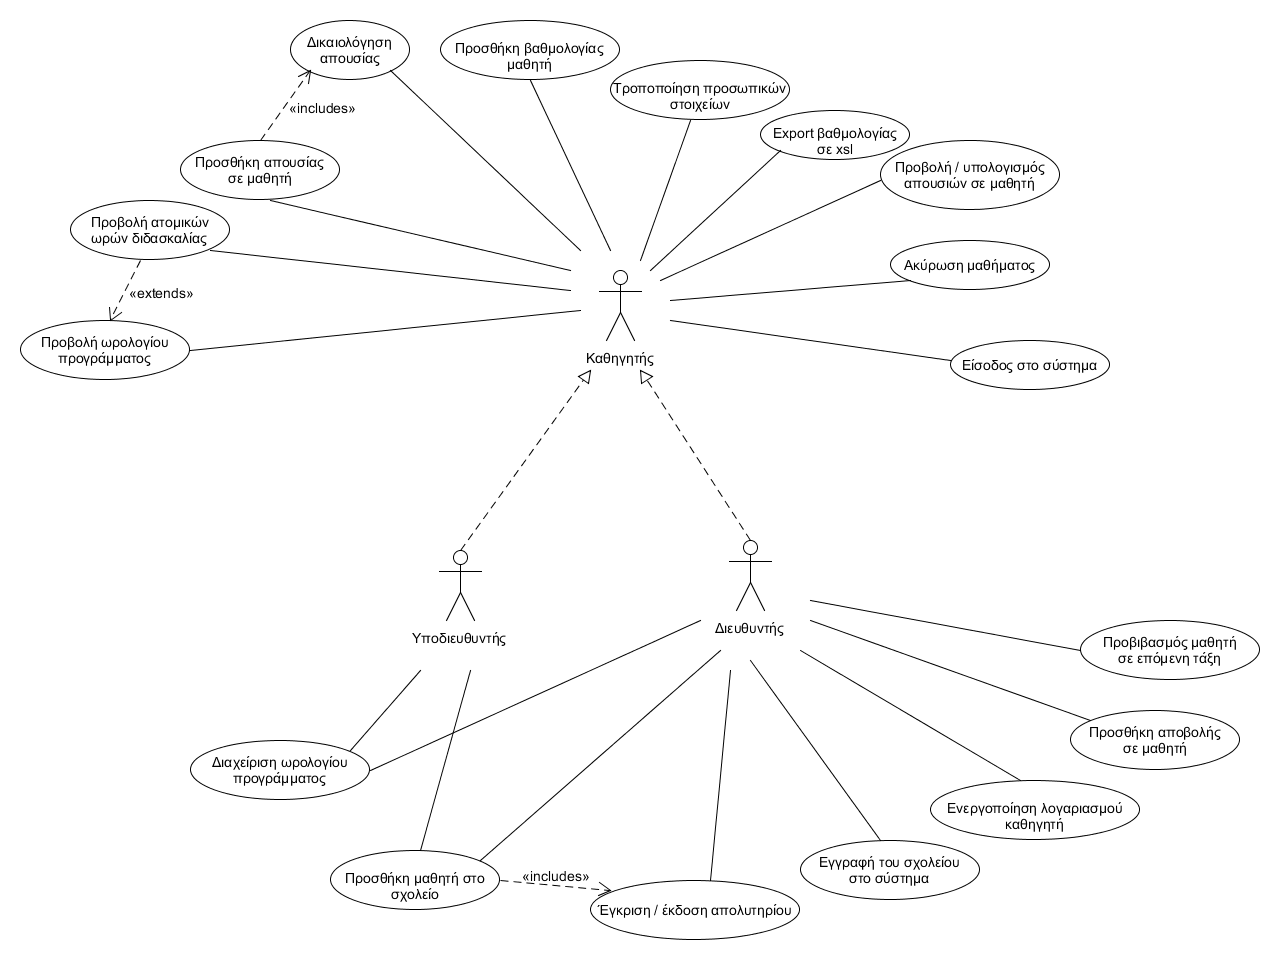 Δικαιολόγηση
απουσίας
Προσθήκη βαθμολογίας
μαθητή
Τροποποίηση προσωπικών
στοιχείων
Export βαθμολογίας
σε xsl
«includes»
Προσθήκη απουσίας
σε μαθητή
Προβολή / υπολογισμός
απουσιών σε μαθητή
Προβολή ατομικών
ωρών διδασκαλίας
Ακύρωση μαθήματος
«extends»
Προβολή ωρολογίου
προγράμματος
Καθηγητής
Είσοδος στο σύστημα
Υποδιευθυντής
Διευθυντής
Προβιβασμός μαθητή
σε επόμενη τάξη
Προσθήκη αποβολής
σε μαθητή
Διαχείριση ωρολογίου
προγράμματος
Ενεργοποίηση λογαριασμού
καθηγητή
Εγγραφή του σχολείου
στο σύστημα
Προσθήκη μαθητή στο
σχολείο
«includes»
Έγκριση / έκδοση απολυτηρίου